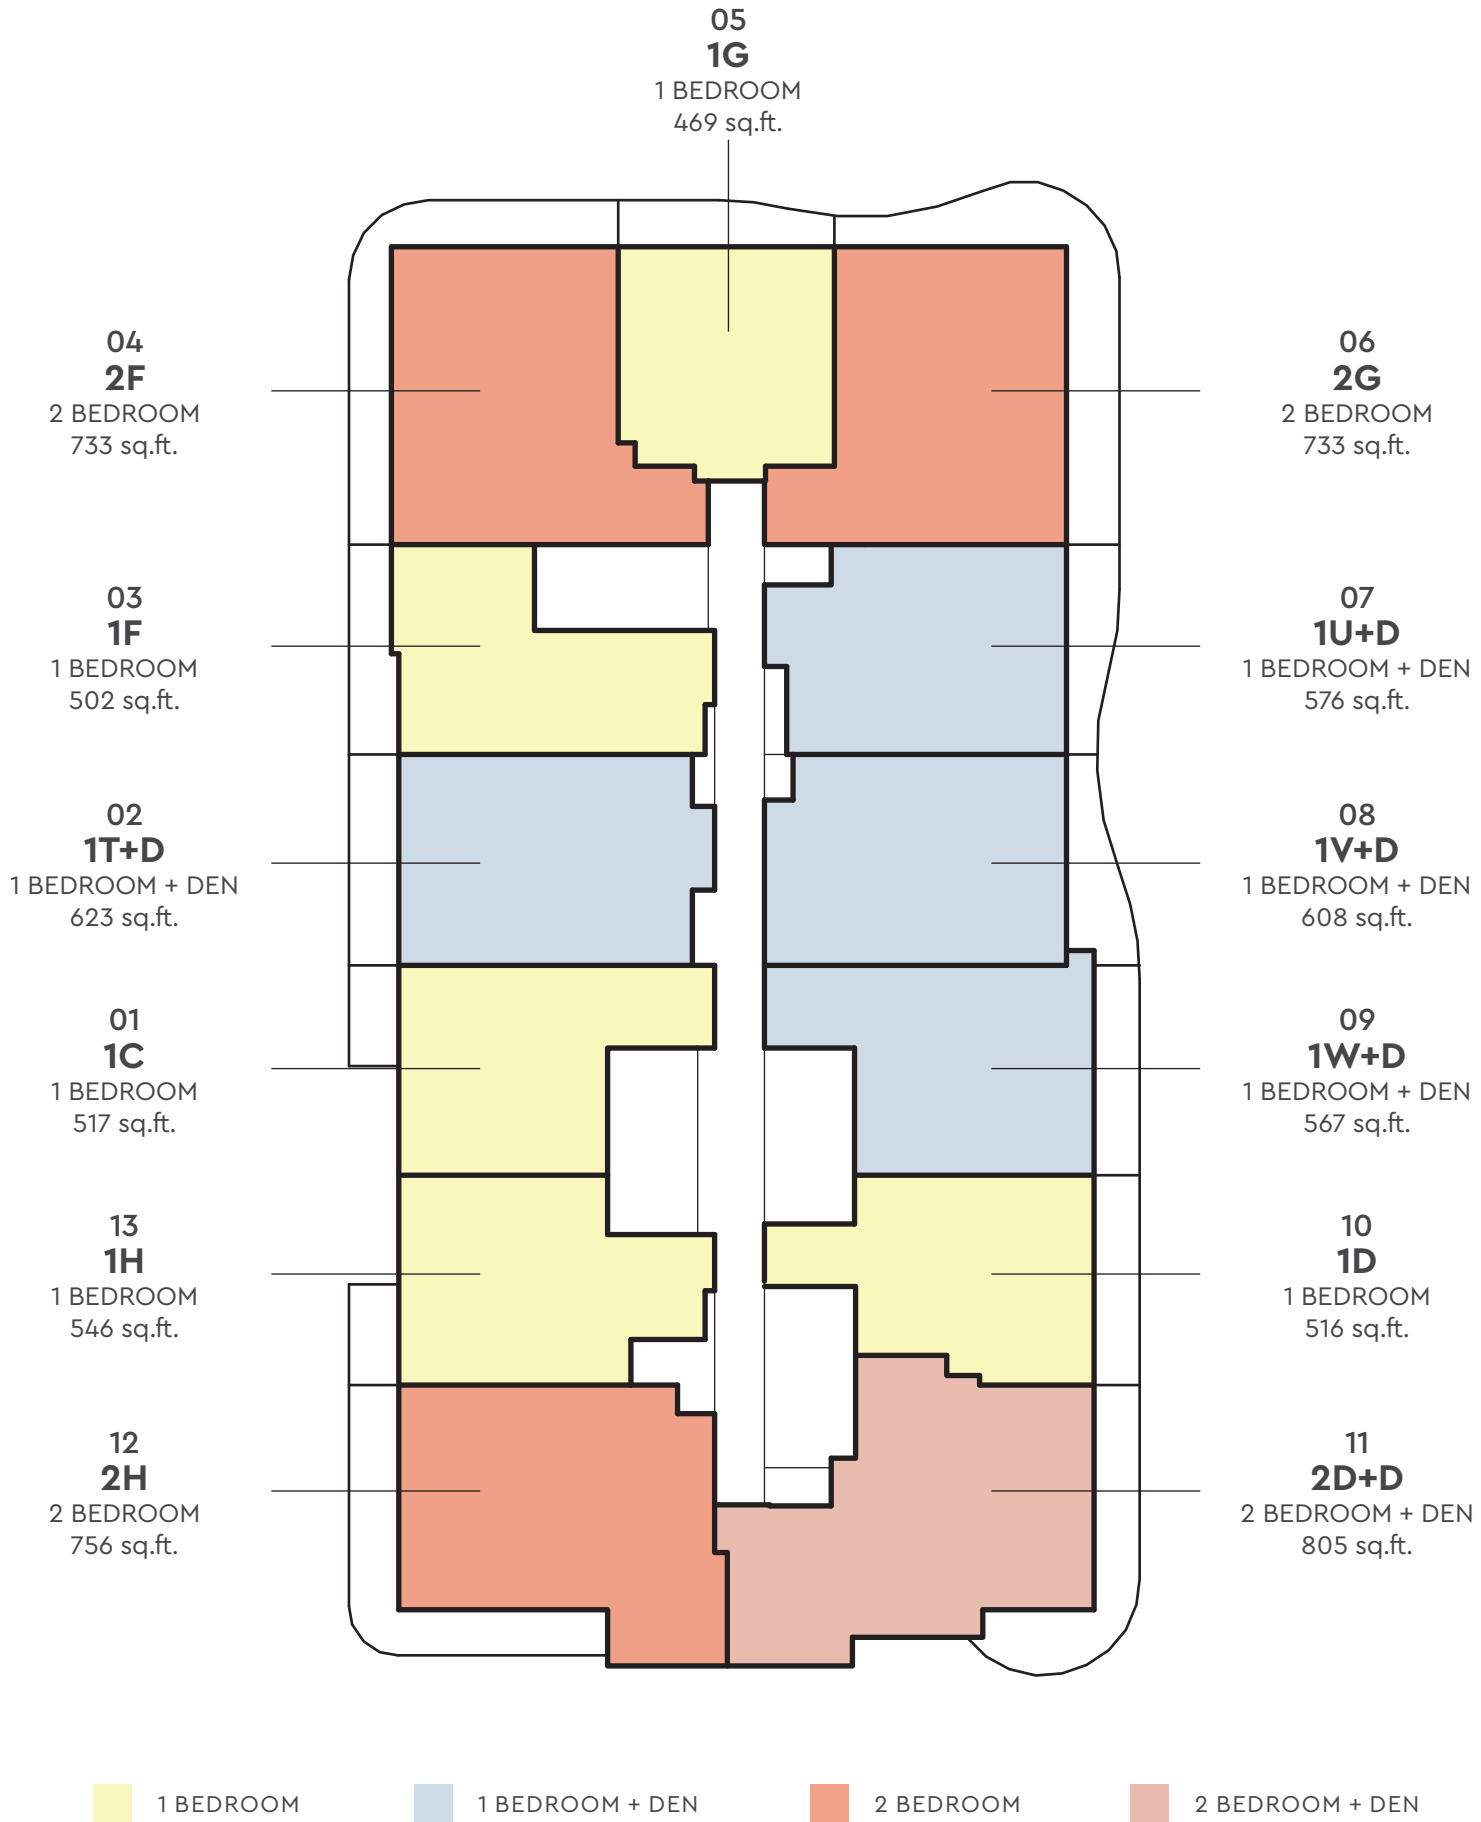 05
1G
1 BEDROOM
469 sq.ft.
04
2F
2 BEDROOM
733 sq.ft.
06
2G
2 BEDROOM
733 sq.ft.
03
1F
1 BEDROOM
502 sq.ft.
07
1U+D
1 BEDROOM + DEN
576 sq.ft.
02
1T+D
1 BEDROOM + DEN
623 sq.ft.
08
1V+D
1 BEDROOM + DEN
608 sq.ft.
01
1C
1 BEDROOM
517 sq.ft.
09
1W+D
1 BEDROOM + DEN
567 sq.ft.
13
1H
1 BEDROOM
546 sq.ft.
10
1D
1 BEDROOM
516 sq.ft.
12
2H
2 BEDROOM
756 sq.ft.
11
2D+D
2 BEDROOM + DEN
805 sq.ft.
1 BEDROOM
1 BEDROOM + DEN
2 BEDROOM
2 BEDROOM + DEN